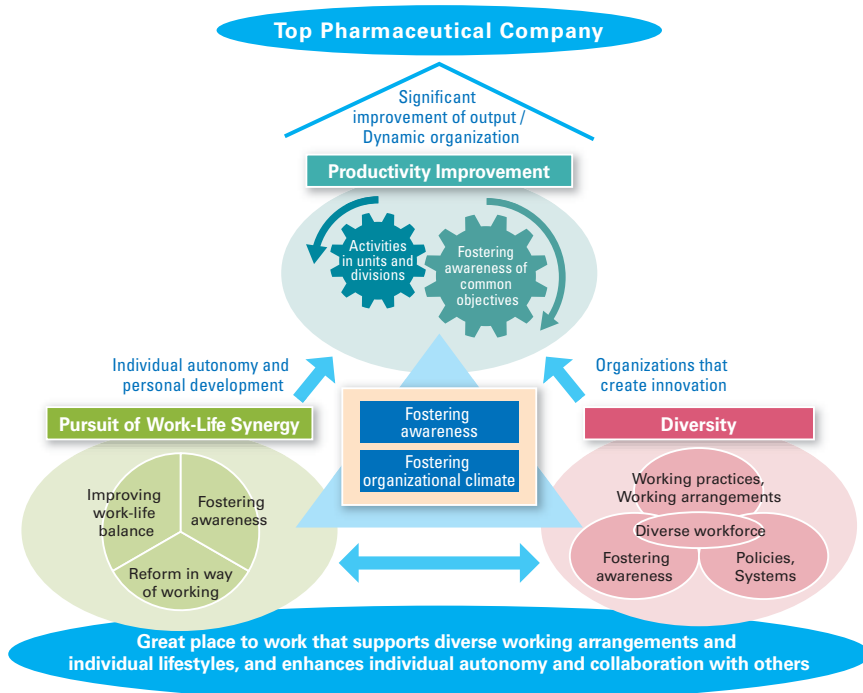 Top Pharmaceutical Company
Significant
improvement of output /
Dynamic organization
Productivity Improvement
Activities
in units and
divisions
Fostering
awareness of
common
objectives
Individual autonomy and
personal development
Organizations that
create innovation
Pursuit of Work-Life Synergy
Fostering
awareness
Fostering
organizational climate
Diversity
Improving
work-life
balance
Fostering
awareness
Reform in way
of working
Working practices,
Working arrangements
Diverse workforce
Fostering
awareness
Policies,
Systems
Great place to work that supports diverse working arrangements and
individual lifestyles, and enhances individual autonomy and collaboration with others